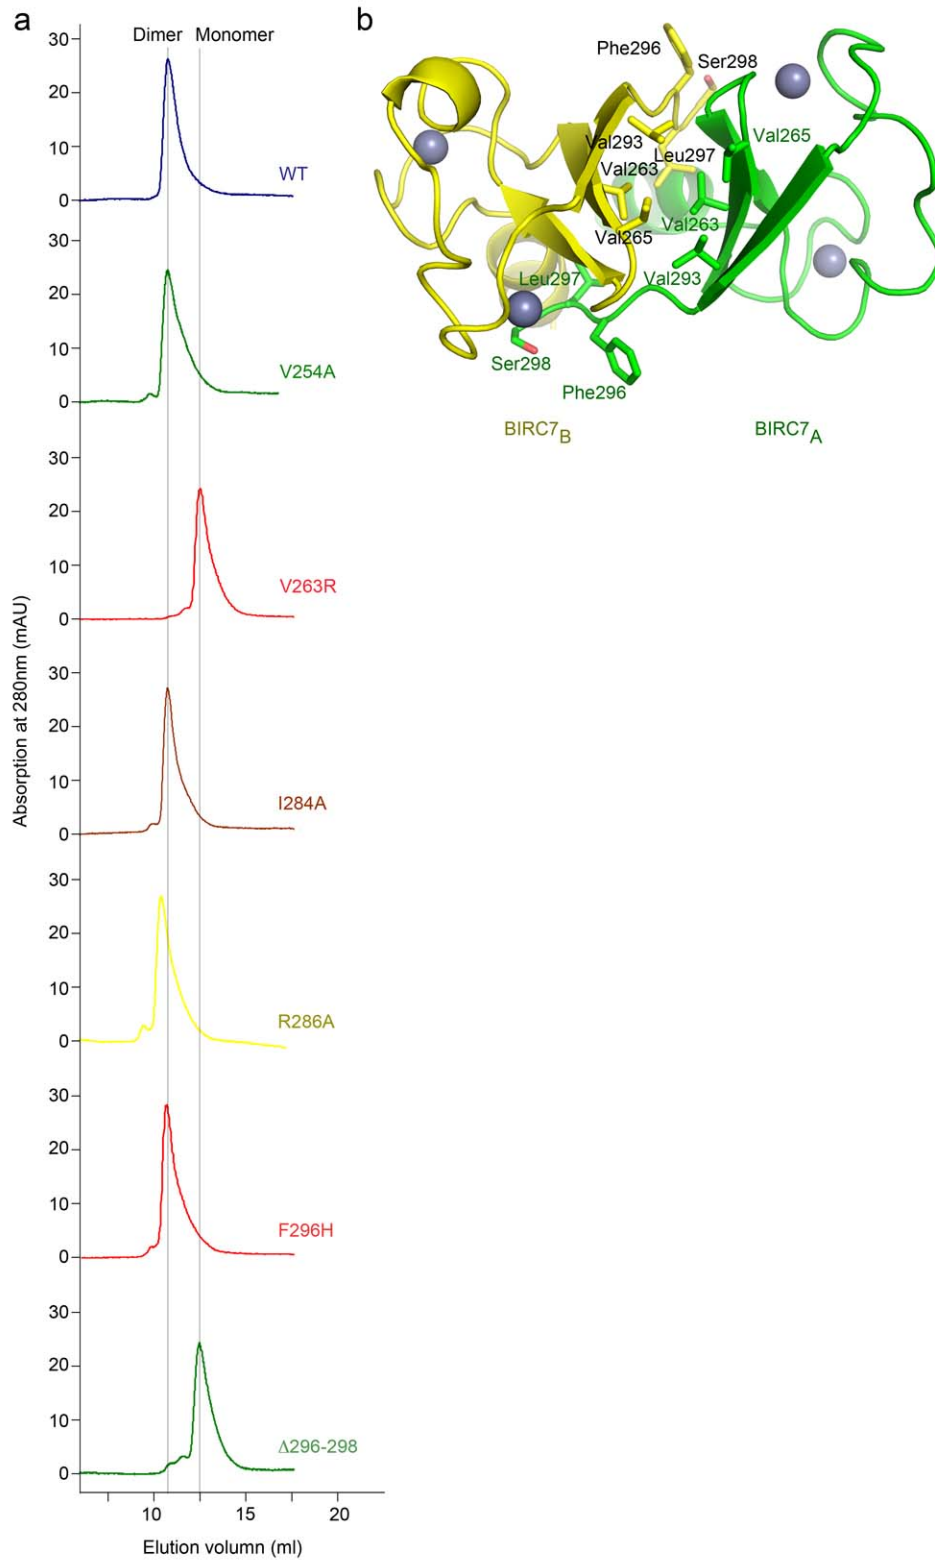 a
Dimer Monomer
30
20
10
0
WT
30
20
10
0
V254A
30
20
10
0
V263R
30
20
10
0
I284A
30
20
10
0
R286A
30
20
10
0
F296H
30
20
10
0
Δ296-298
10 15 20
Elution volumn (ml)
Absorption at 280nm (mAU)
b
Phe296
Ser298
Val293
Val265
Leu297
Val263
Val263
Val265
Leu297
Val293
Ser298
Phe296
BIRC7B
BIRC7A